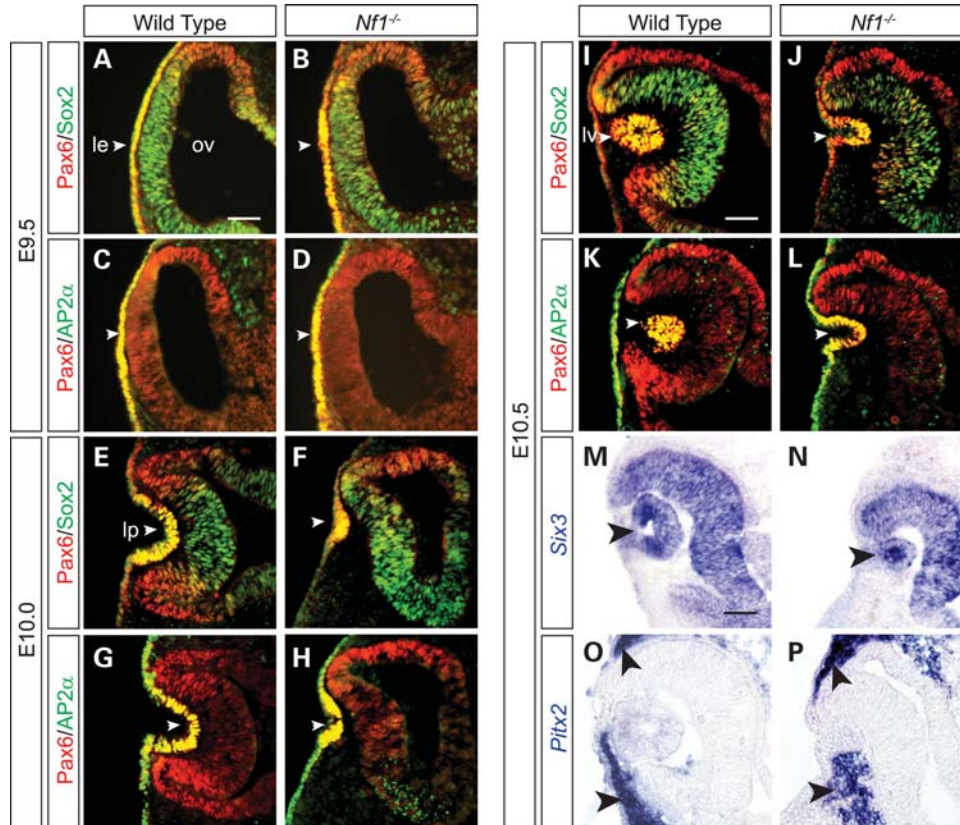 Wild Type
Nf1-/-
Wild Type
Nf1-/-
E9.5
Pax6/Sox2
A
le
ov
B
Pax6/AP2α
C
D
E10.0
Pax6/Sox2
E
lp
F
Pax6/AP2α
G
H
E10.5
Pax6/Sox2
I
lv
J
Pax6/AP2α
K
L
Six3
M
N
Pitx2
O
P